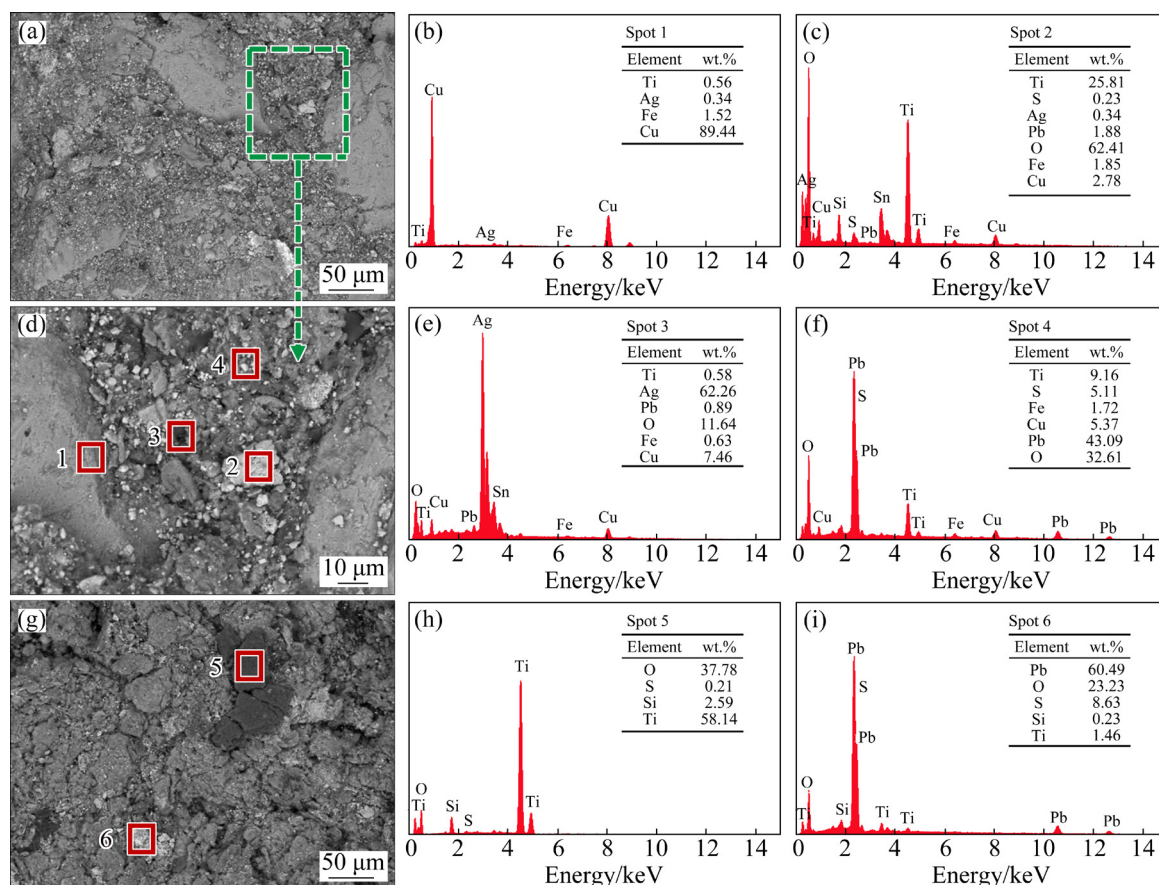 (a)
50 μm
(b)
Spot 1
Element wt.%
Ti 0.56
Ag 0.34
Fe 1.52
Cu 89.44
Cu
Ti
Ag
Fe
Cu
0 2 4 6 8 10 12 14
Energy/keV
(c)
Spot 2
Element wt.%
Ti 25.81
S 0.23
Ag 0.34
Pb 1.88
O 62.41
Fe 1.85
Cu 2.78
O
Ag
Ti
Cu
Si
S
Pb
Sn
Ti
Ti
Fe
Cu
0 2 4 6 8 10 12 14
Energy/keV
(d)
4
3
1
2
10 μm
(e)
Spot 3
Element wt.%
Ti 0.58
Ag 62.26
Pb 0.89
O 11.64
Fe 0.63
Cu 7.46
Ag
O
Ti
Cu
Pb
Sn
Fe
Cu
0 2 4 6 8 10 12 14
Energy/keV
(f)
Spot 4
Element wt.%
Ti 9.16
S 5.11
Fe 1.72
Cu 5.37
Pb 43.09
O 32.61
Pb
S
Pb
O
Cu
Ti
Ti
Fe
Cu
Pb
Pb
0 2 4 6 8 10 12 14
Energy/keV
(g)
5
6
50 μm
(h)
Spot 5
Element wt.%
O 37.78
S 0.21
Si 2.59
Ti 58.14
Ti
O
Ti
Si
S
Ti
0 2 4 6 8 10 12 14
Energy/keV
(i)
Spot 6
Element wt.%
Pb 60.49
O 23.23
S 8.63
Si 0.23
Ti 1.46
Pb
S
Pb
O
Ti
Si
Ti
Ti
Pb
Pb
0 2 4 6 8 10 12 14
Energy/keV